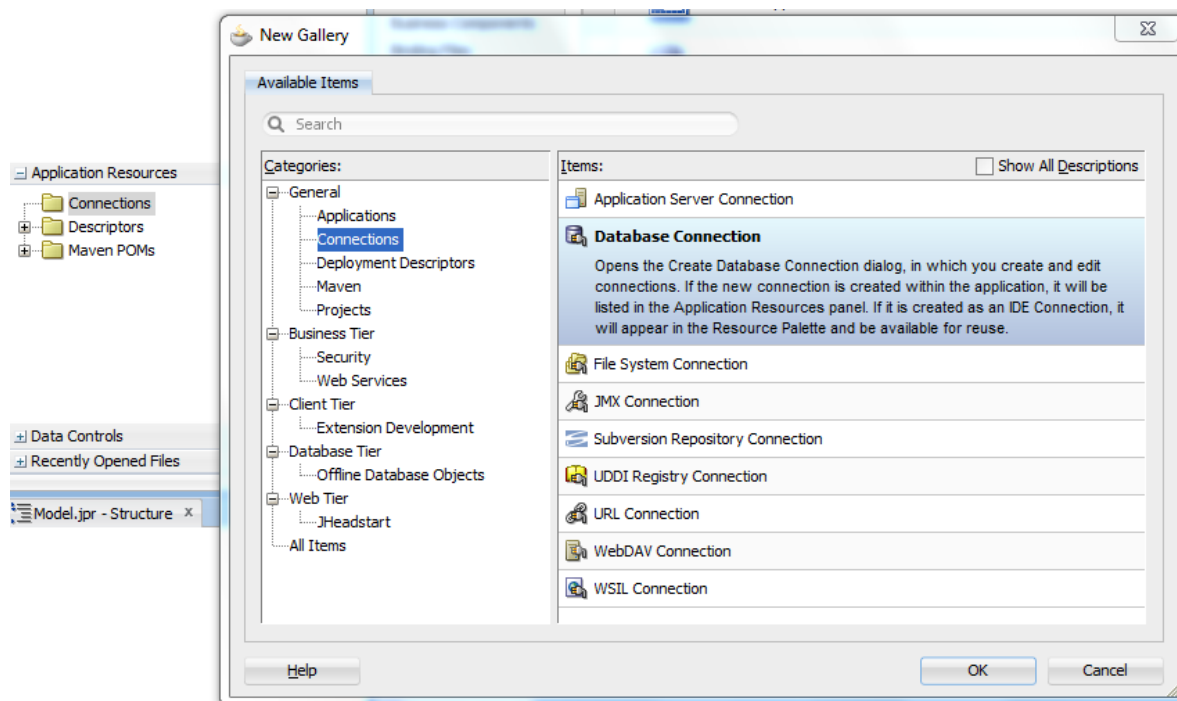 New Gallery
Available Items
Search
Application Resources
Connections
Descriptors
Maven POMs
Data Controls
Recently Opened Files
Model.jpr - Structure x
Categories:
General
Applications
Connections
Deployment Descriptors
Maven
Projects
Business Tier
Security
Web Services
Client Tier
Extension Development
Database Tier
Offline Database Objects
Web Tier
JHeadstart
All Items
Items:
Show All Descriptions
Application Server Connection
Database Connection
Opens the Create Database Connection dialog, in which you create and edit
connections. If the new connection is created within the application, it will be
listed in the Application Resources panel. If it is created as an IDE Connection, it
will appear in the Resource Palette and be available for reuse.
File System Connection
JMX Connection
Subversion Repository Connection
UDDI Registry Connection
URL Connection
WebDAV Connection
WSIL Connection
Help
OK
Cancel